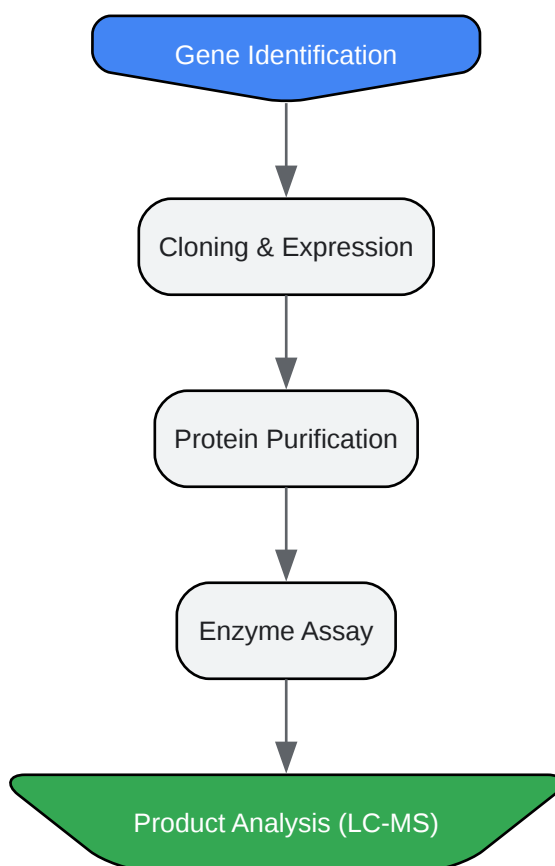 Gene Identification
Cloning & Expression
Protein Purification
Enzyme Assay
Product Analysis (LC-MS)